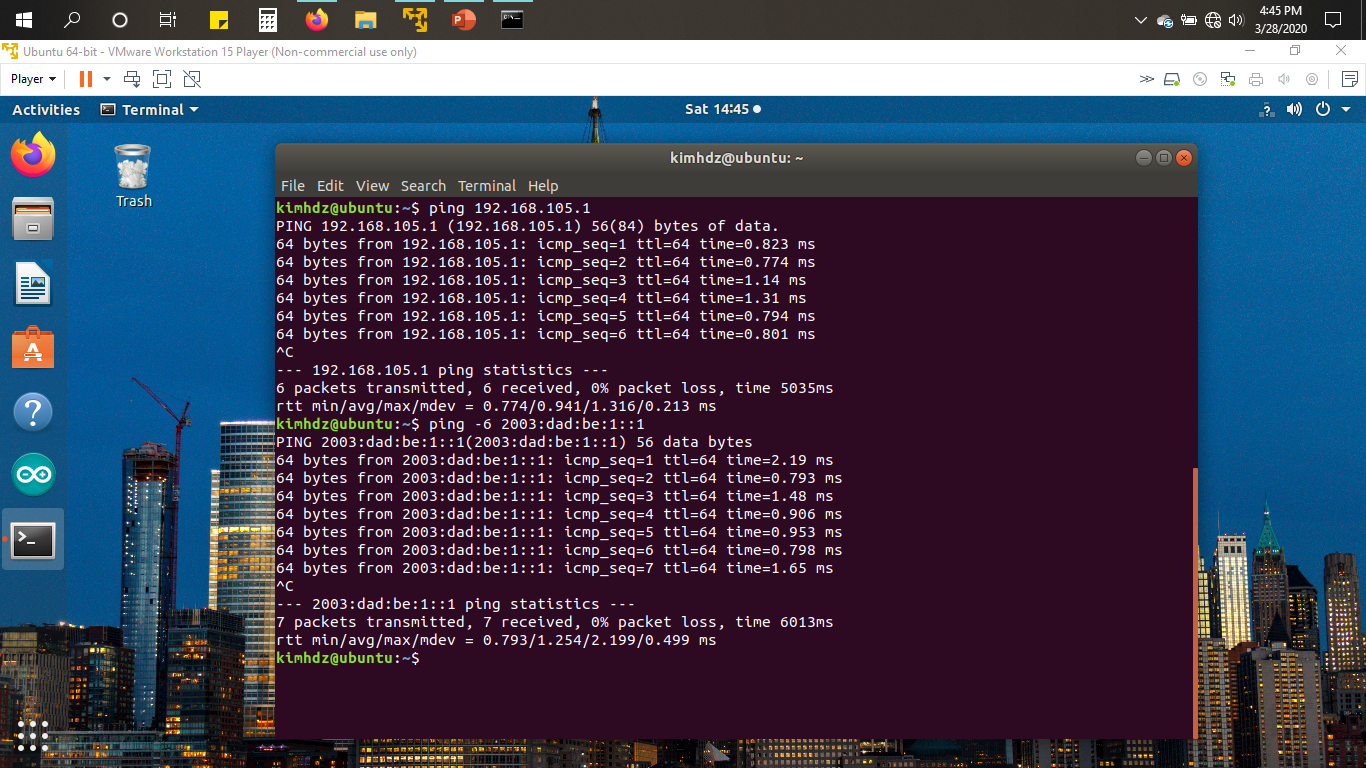 4:45 PM
3/28/2020
Ubuntu 64-bit - VMware Workstation 15 Player (Non-commercial use only)
Player
Activities Terminal Sat 14:45
kimhdz@ubuntu: ~
Trash
File Edit View Search Terminal Help
kimhdz@ubuntu:~$ ping 192.168.105.1
PING 192.168.105.1 (192.168.105.1) 56(84) bytes of data.
64 bytes from 192.168.105.1: icmp_seq=1 ttl=64 time=0.823 ms
64 bytes from 192.168.105.1: icmp_seq=2 ttl=64 time=0.774 ms
64 bytes from 192.168.105.1: icmp_seq=3 ttl=64 time=1.14 ms
64 bytes from 192.168.105.1: icmp_seq=4 ttl=64 time=1.31 ms
64 bytes from 192.168.105.1: icmp_seq=5 ttl=64 time=0.794 ms
64 bytes from 192.168.105.1: icmp_seq=6 ttl=64 time=0.801 ms
^C
--- 192.168.105.1 ping statistics ---
6 packets transmitted, 6 received, 0% packet loss, time 5035ms
rtt min/avg/max/mdev = 0.774/0.941/1.316/0.213 ms
kimhdz@ubuntu:~$ ping -6 2003:dad:be:1::1
PING 2003:dad:be:1::1(2003:dad:be:1::1) 56 data bytes
64 bytes from 2003:dad:be:1::1: icmp_seq=1 ttl=64 time=2.19 ms
64 bytes from 2003:dad:be:1::1: icmp_seq=2 ttl=64 time=0.793 ms
64 bytes from 2003:dad:be:1::1: icmp_seq=3 ttl=64 time=1.48 ms
64 bytes from 2003:dad:be:1::1: icmp_seq=4 ttl=64 time=0.906 ms
64 bytes from 2003:dad:be:1::1: icmp_seq=5 ttl=64 time=0.953 ms
64 bytes from 2003:dad:be:1::1: icmp_seq=6 ttl=64 time=0.798 ms
64 bytes from 2003:dad:be:1::1: icmp_seq=7 ttl=64 time=1.65 ms
^C
--- 2003:dad:be:1::1 ping statistics ---
7 packets transmitted, 7 received, 0% packet loss, time 6013ms
rtt min/avg/max/mdev = 0.793/1.254/2.199/0.499 ms
kimhdz@ubuntu:~$